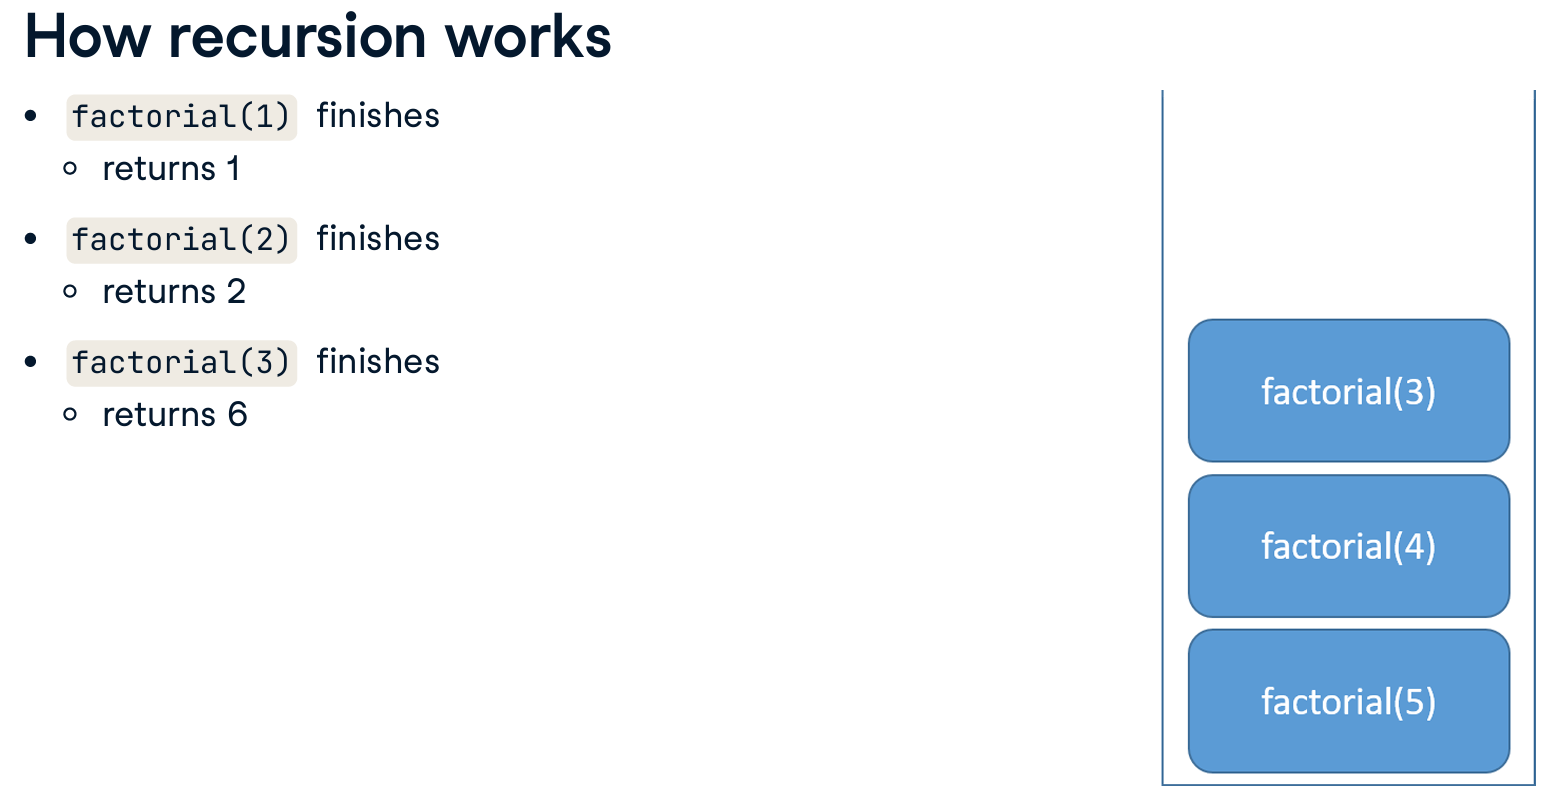 How recursion works
factorial(1) finishes
returns 1
factorial(2) finishes
returns 2
factorial(3) finishes
returns 6
factorial(3)
factorial(4)
factorial(5)